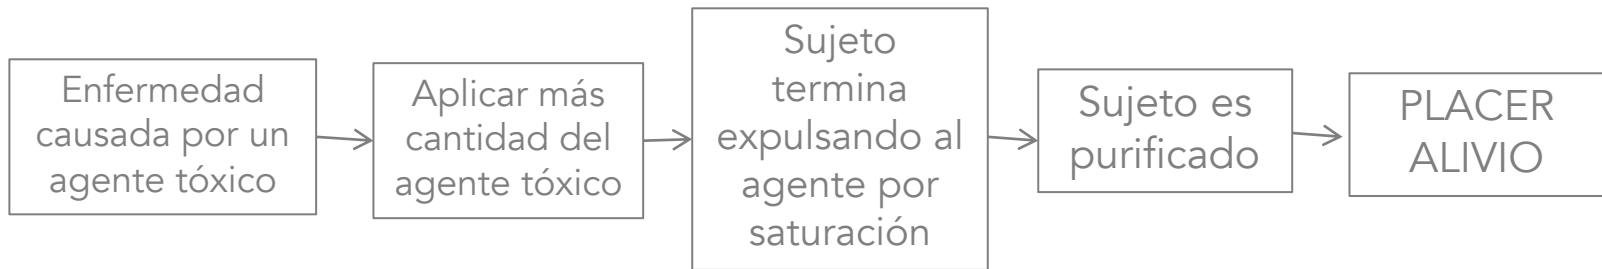 Enfermedad
causada por un
agente tóxico
Aplicar más
cantidad del
agente tóxico
Sujeto
termina
expulsando al
agente por
saturación
Sujeto es
purificado
PLACER
ALIVIO